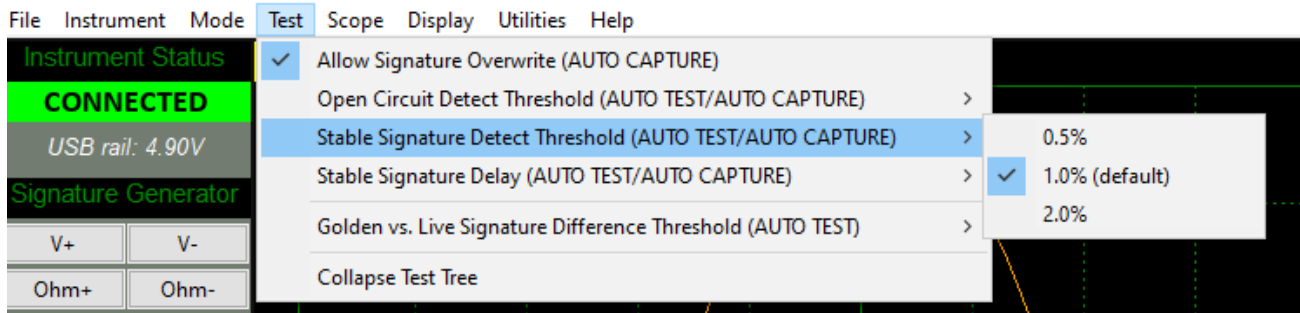 File Instrument Mode Test Scope Display Utilities Help
Instrument Status
CONNECTED
USB rail: 4.90V
Signature Generator
V+ V-
Ohm+ Ohm-
Allow Signature Overwrite (AUTO CAPTURE)
Open Circuit Detect Threshold (AUTO TEST/AUTO CAPTURE)
Stable Signature Detect Threshold (AUTO TEST/AUTO CAPTURE)
Stable Signature Delay (AUTO TEST/AUTO CAPTURE)
Golden vs. Live Signature Difference Threshold (AUTO TEST)
Collapse Test Tree
0.5%
1.0% (default)
2.0%